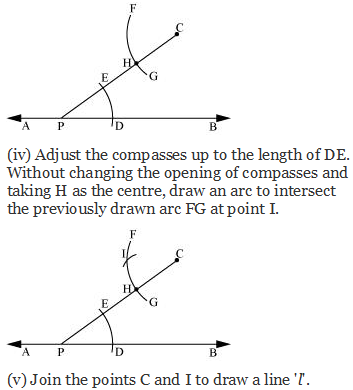 F
C
H
G
E
A P D B
(iv) Adjust the compasses up to the length of DE.
Without changing the opening of compasses and
taking H as the centre, draw an arc to intersect
the previously drawn arc FG at point I.
F
I
C
H
G
E
A P D B
(v) Join the points C and I to draw a line 'l'.